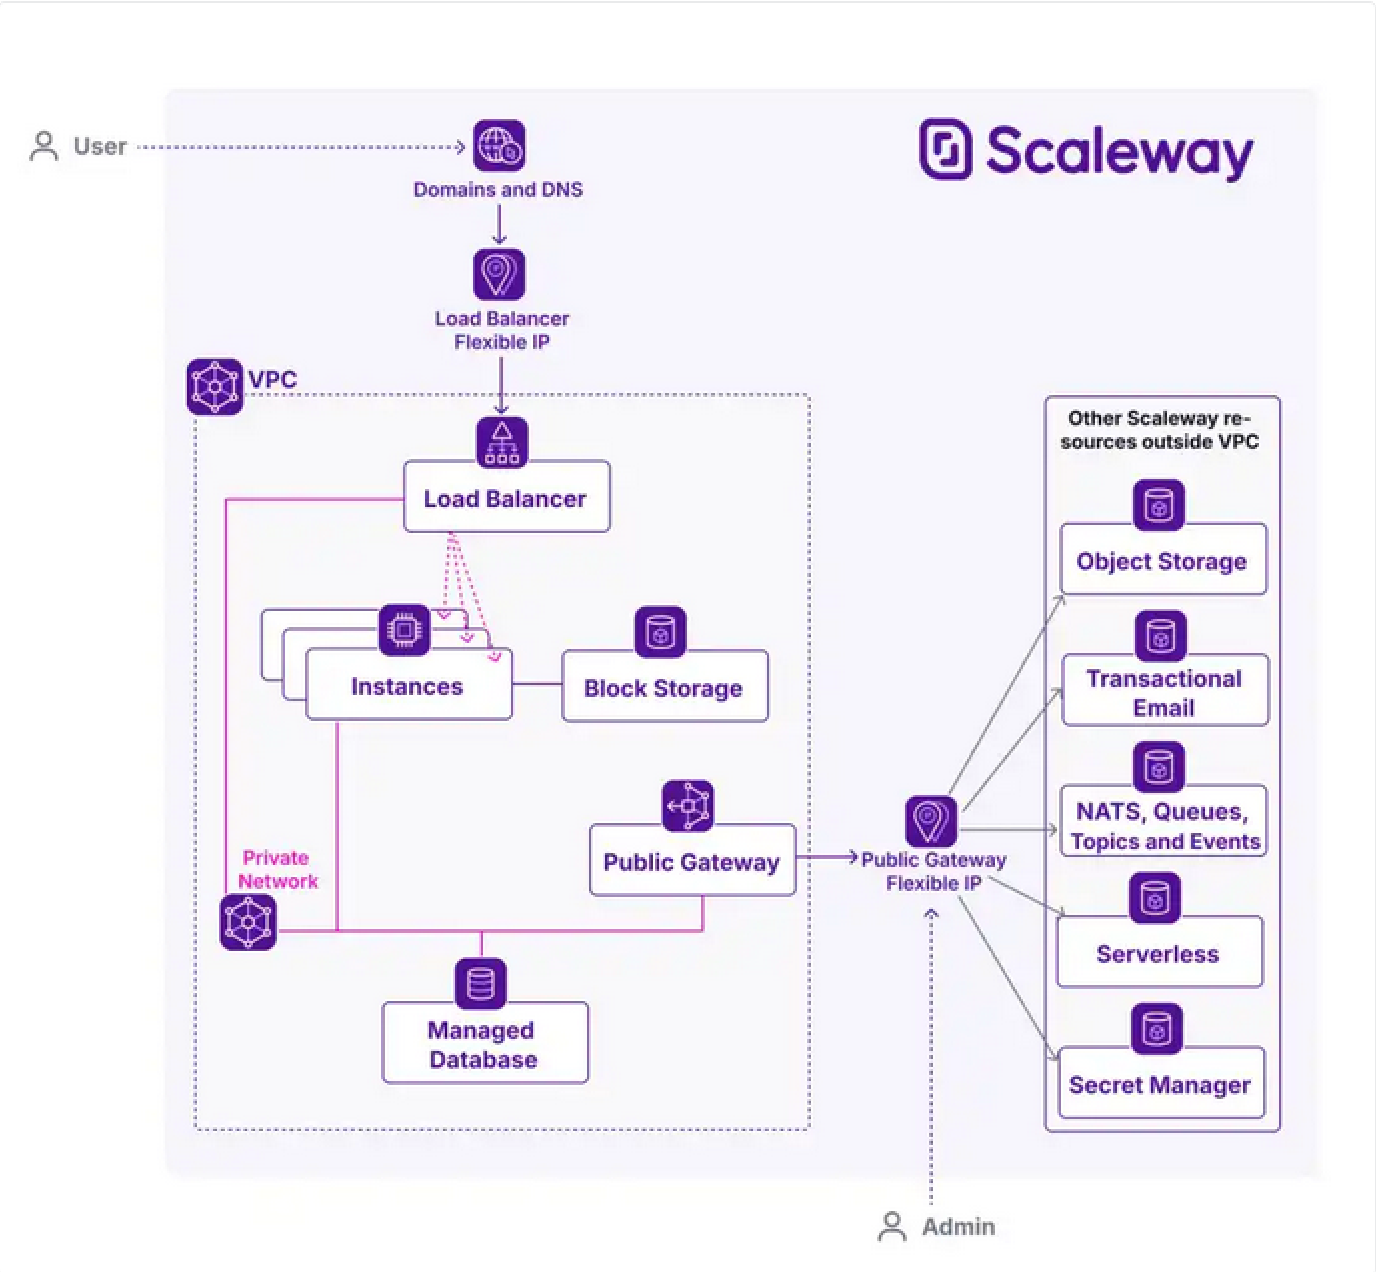 User
Scaleway
Domains and DNS
Load Balancer
Flexible IP
VPC
Load Balancer
Instances
Block Storage
Public Gateway
Private
Network
Managed
Database
Public Gateway
Flexible IP
Other Scaleway re-
sources outside VPC
Object Storage
Transactional
Email
NATS, Queues,
Topics and Events
Serverless
Secret Manager
Admin